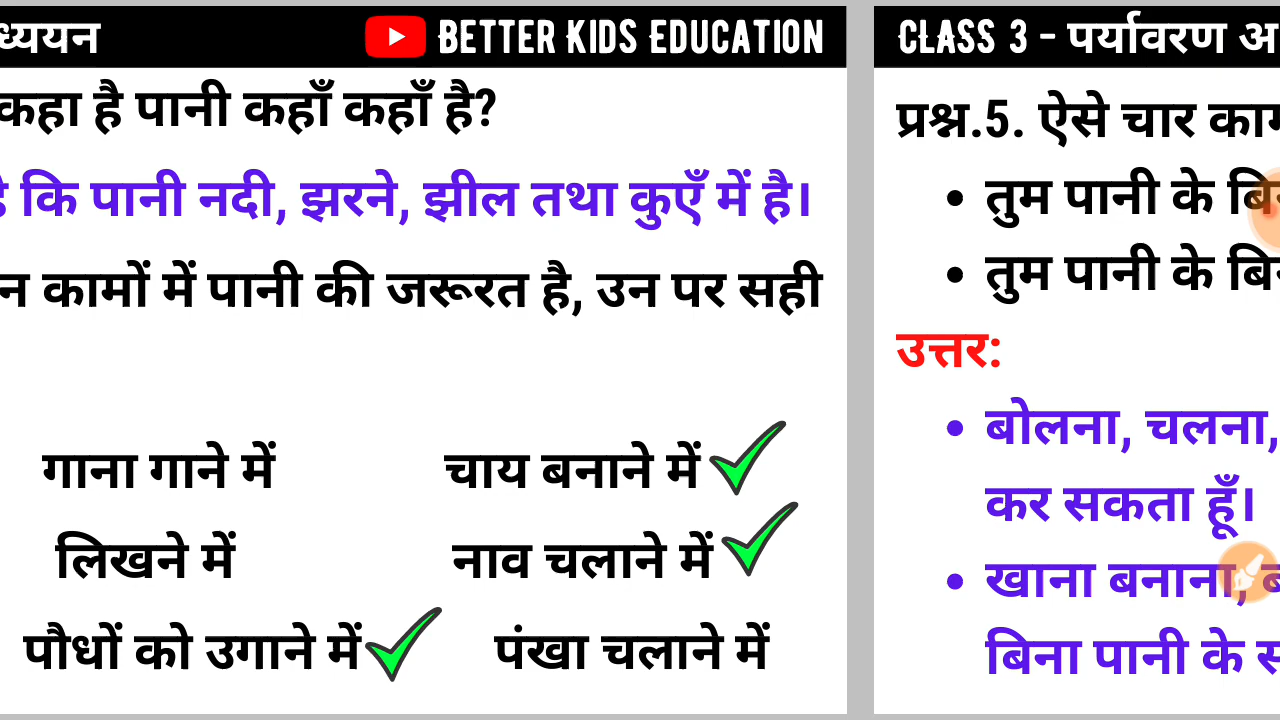 ध्ययन BETTER KIDS EDUCATION
कहा है पानी कहाँ कहाँ है?
है कि पानी नदी, झरने, झील तथा कुएँ में है।
न कामों में पानी की जरूरत है, उन पर सही
गाना गाने में चाय बनाने में
लिखने में नाव चलाने में
पौधों को उगाने में पंखा चलाने में
CLASS 3 - पर्यावरण अ
प्रश्न.5. ऐसे चार काम
• तुम पानी के बिन
• तुम पानी के बिन
उत्तर:
• बोलना, चलना,
कर सकता हूँ।
• खाना बनाना,
बिना पानी के